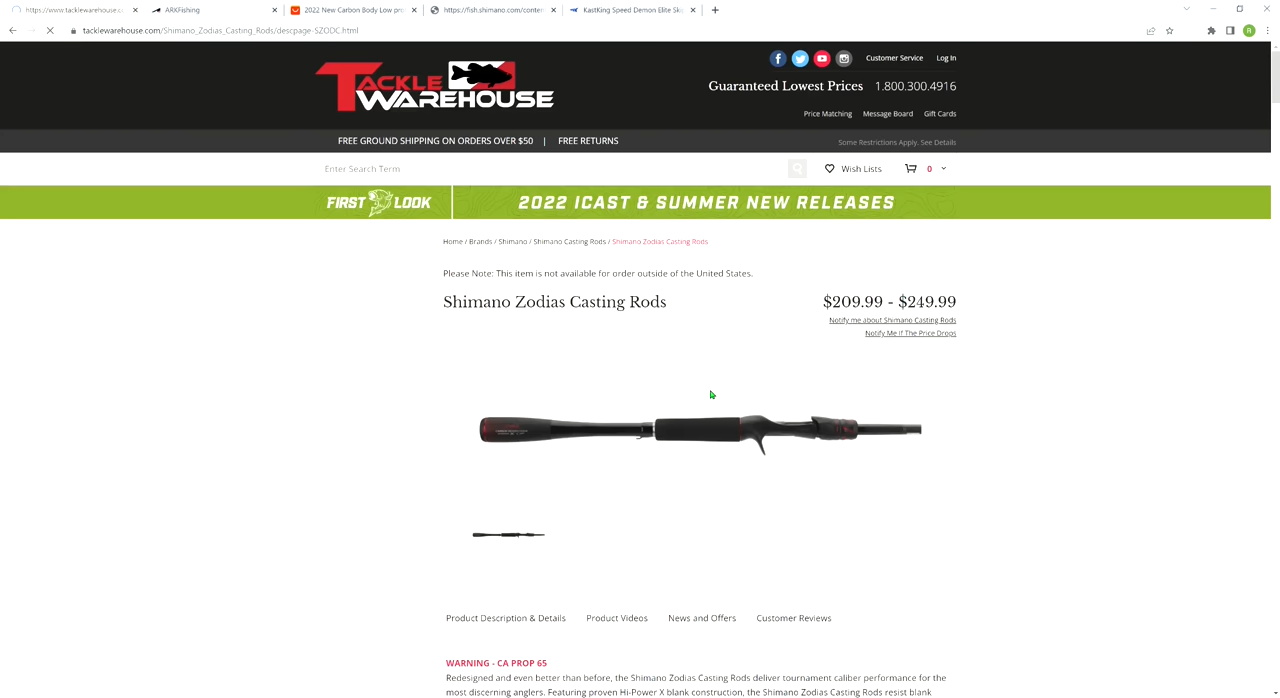 https://www.tacklewarehouse.c
ARKFishing
2022 New Carbon Body Low pro
https://fish.shimano.com/conten
KastKing Speed Demon Elite Ski
tacklewarehouse.com/Shimano_Zodias_Casting_Rods/descpage-SZODC.html
R
TACKLE
WAREHOUSE
Customer Service
Log In
Guaranteed Lowest Prices 1.800.300.4916
Price Matching
Message Board
Gift Cards
FREE GROUND SHIPPING ON ORDERS OVER $50 | FREE RETURNS
Some Restrictions Apply. See Details
Enter Search Term
Wish Lists
0
FIRST LOOK
2022 ICAST & SUMMER NEW RELEASES
Home / Brands / Shimano / Shimano Casting Rods / Shimano Zodias Casting Rods
Please Note: This item is not available for order outside of the United States.
Shimano Zodias Casting Rods
$209.99 - $249.99
Notify me about Shimano Casting Rods
Notify Me if The Price Drops
Product Description & Details
Product Videos
News and Offers
Customer Reviews
WARNING - CA PROP 65
Redesigned and even better than before, the Shimano Zodias Casting Rods deliver tournament caliber performance for the
most discerning anglers. Featuring proven Hi-Power X blank construction, the Shimano Zodias Casting Rods resist blank